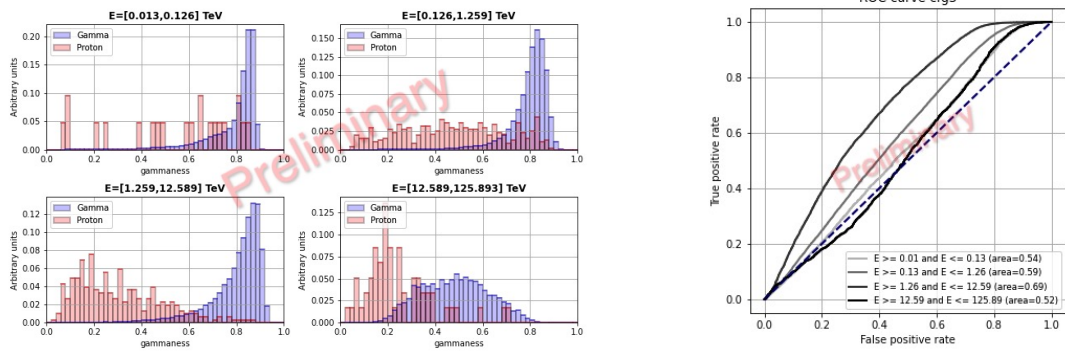 E=[0.013,0.126] TeV
Gamma
Proton
Arbitrary units
0.20
0.15
0.10
0.05
0.00
0.0 0.2 0.4 0.6 0.8 1.0
gammaness
E=[0.126,1.259] TeV
Gamma
Proton
Arbitrary units
0.150
0.125
0.100
0.075
0.050
0.025
0.000
0.0 0.2 0.4 0.6 0.8 1.0
gammaness
E=[1.259,12.589] TeV
Gamma
Proton
Arbitrary units
0.12
0.10
0.08
0.06
0.04
0.02
0.00
0.0 0.2 0.4 0.6 0.8 1.0
gammaness
E=[12.589,125.893] TeV
Gamma
Proton
Arbitrary units
0.120
0.100
0.080
0.060
0.040
0.020
0.000
0.0 0.2 0.4 0.6 0.8 1.0
gammaness
Preliminary
True positive rate
1.0
0.8
0.6
0.4
0.2
0.0
Preliminary
E >= 0.01 and E <= 0.13 (area=0.54)
E >= 0.13 and E <= 1.26 (area=0.59)
E >= 1.26 and E <= 12.59 (area=0.69)
E >= 12.59 and E <= 125.89 (area=0.52)
0.0 0.2 0.4 0.6 0.8 1.0
False positive rate